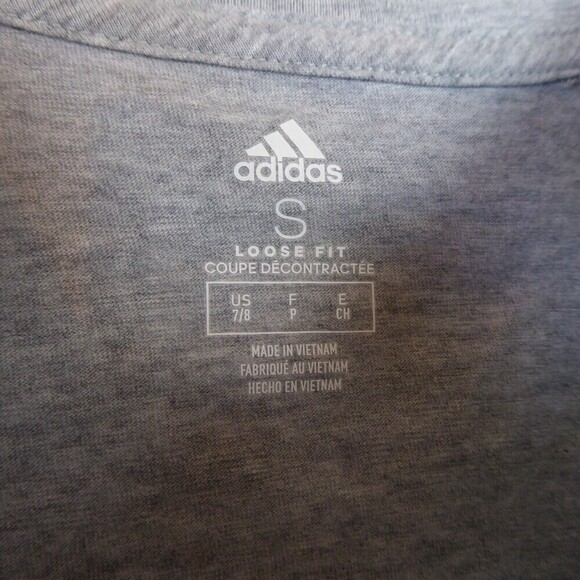 adidas
S
LOOSE FIT
COUPE DÉCONTRACTÉE
US F E
7/8 P CH
MADE IN VIETNAM
FABRIQUÉ AU VIETNAM
HECHO EN VIETNAM